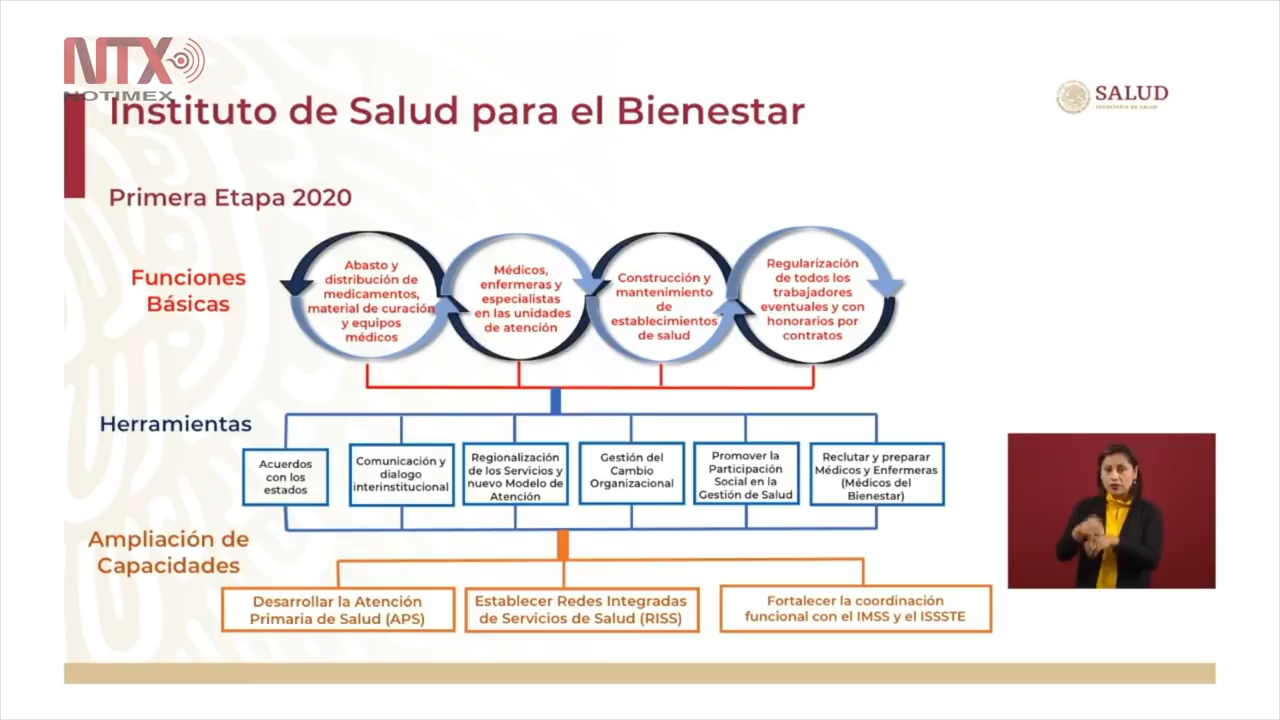 NTX
NOTIMEX
Instituto de Salud para el Bienestar
SALUD
SECRETARÍA DE SALUD
Primera Etapa 2020
Funciones
Básicas
Abasto y
distribución de
medicamentos,
material de curación
y equipos
médicos
Médicos,
enfermeras y
especialistas
en las unidades
de atención
Construcción y
mantenimiento
de
establecimientos
de salud
Regularización
de todos los
trabajadores
eventuales y con
honorarios por
contratos
Herramientas
Acuerdos
con los
estados
Comunicación y
dialogo
interinstitucional
Regionalización
de los Servicios y
nuevo Modelo de
Atención
Gestión del
Cambio
Organizacional
Promover la
Participación
Social en la
Gestión de Salud
Reclutar y preparar
Médicos y Enfermeras
(Médicos del
Bienestar)
Ampliación de
Capacidades
Desarrollar la Atención
Primaria de Salud (APS)
Establecer Redes Integradas
de Servicios de Salud (RISS)
Fortalecer la coordinación
funcional con el IMSS y el ISSSTE